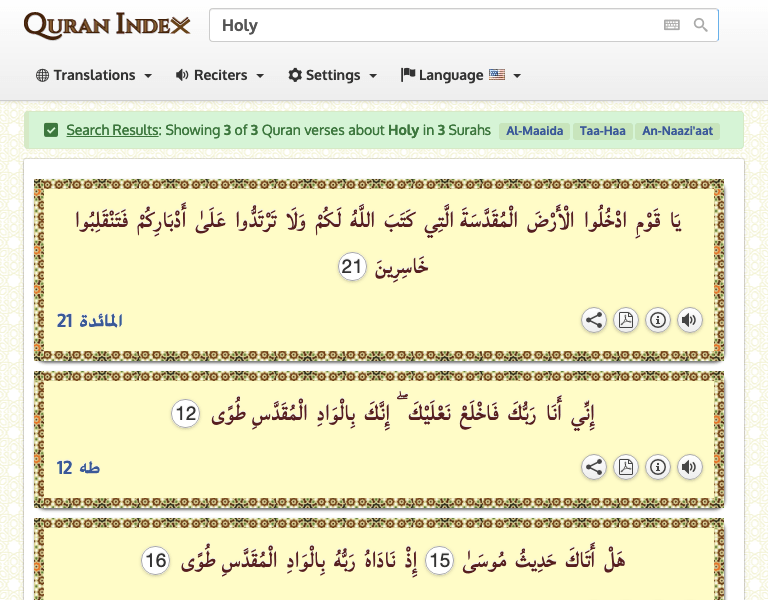 QURAN INDEX
Holy
Translations
Reciters
Settings
Language
Search Results: Showing 3 of 3 Quran verses about Holy in 3 Surahs Al-Maaida Taa-Haa An-Naazi'aat
يَا قَوْمِ ادْخُلُوا الْأَرْضَ الْمُقَدَّسَةَ الَّتِي كَتَبَ اللَّهُ لَكُمْ وَلَا تَرْتَدُّوا عَلَىٰ أَدْبَارِكُمْ فَتَنْقَلِبُوا
خَاسِرِينَ 21
المائدة 21
إِنِّي أَنَا رَبُّكَ فَاخْلَعْ نَعْلَيْكَ ۖ إِنَّكَ بِالْوَادِ الْمُقَدَّسِ طُوًى 12
طه 12
هَلْ أَتَاكَ حَدِيثُ مُوسَىٰ 15 إِذْ نَادَاهُ رَبُّهُ بِالْوَادِ الْمُقَدَّسِ طُوًى 16